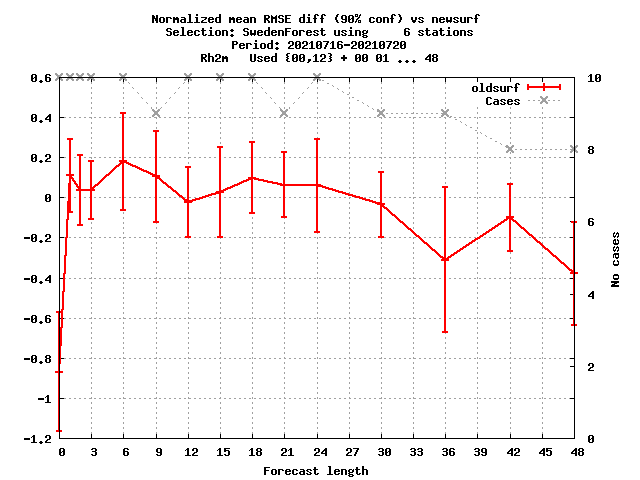 Normalized mean RMSE diff (90% conf) vs newsurf
Selection: SwedenForest using     6 stations
Period: 20210716-20210720
Rh2m   Used {00,12} + 00 01 ... 48
oldsurf
Cases
0.6
0.4
0.2
0
-0.2
-0.4
-0.6
-0.8
-1
-1.2
10
8
6
4
2
0
No cases
0 3 6 9 12 15 18 21 24 27 30 33 36 39 42 45 48
Forecast length